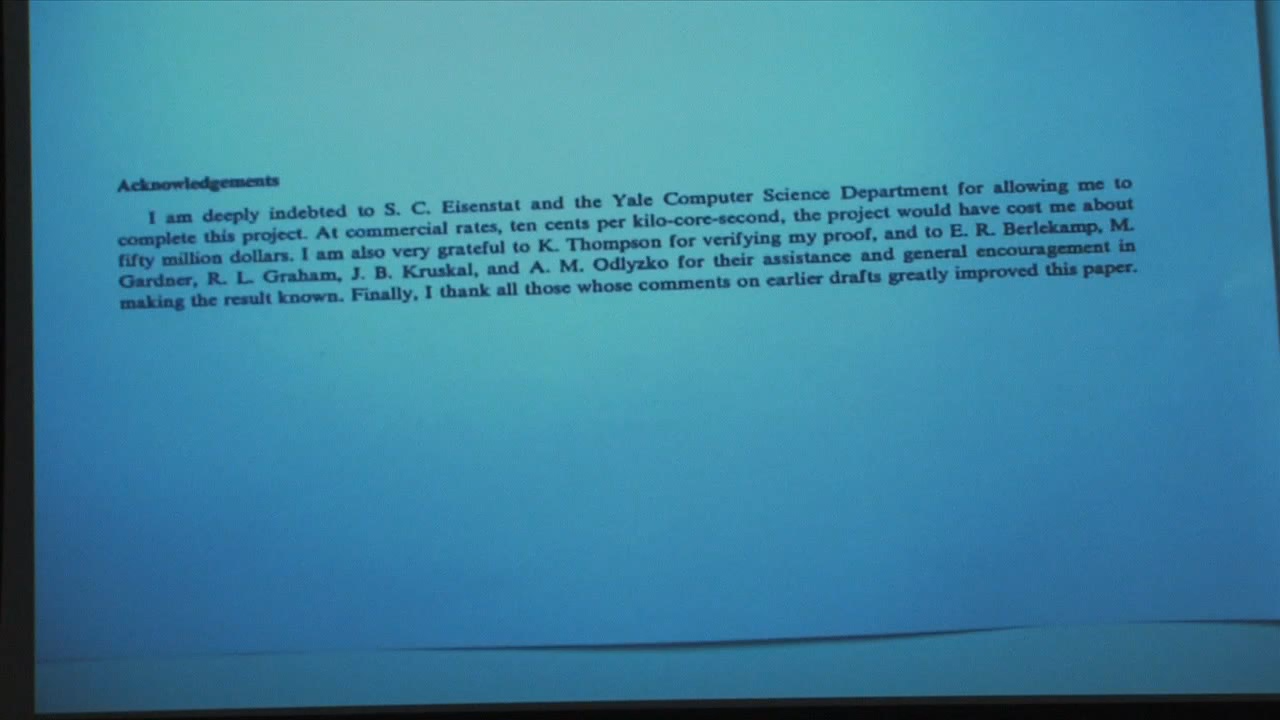 Acknowledgements
I am deeply indebted to S. C. Eisenstat and the Yale Computer Science Department for allowing me to
complete this project. At commercial rates, ten cents per kilo-core-second, the project would have cost me about
fifty million dollars. I am also very grateful to K. Thompson for verifying my proof, and to E. R. Berlekamp, M.
Gardner, R. L. Graham, J. B. Kruskal, and A. M. Odlyzko for their assistance and general encouragement in
making the result known. Finally, I thank all those whose comments on earlier drafts greatly improved this paper.